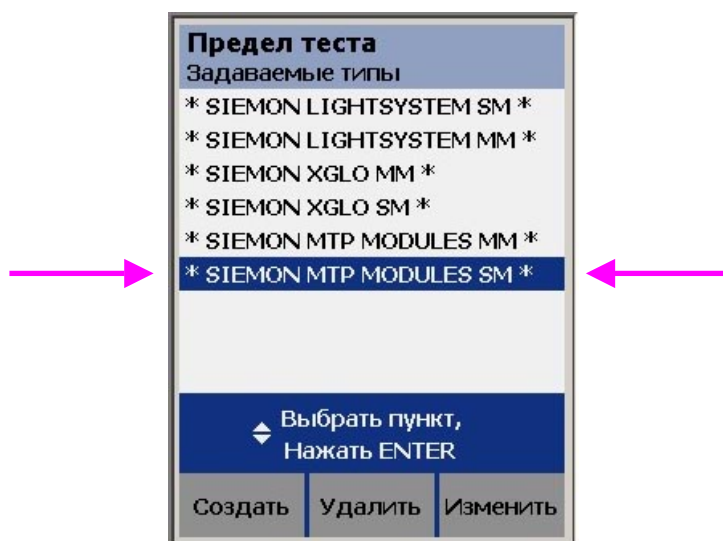 Предел теста
Задаваемые типы
* SIEMON LIGHTSYSTEM SM *
* SIEMON LIGHTSYSTEM MM *
* SIEMON XGLO MM *
* SIEMON XGLO SM *
* SIEMON MTP MODULES MM *
* SIEMON MTP MODULES SM *
Выбрать пункт,
Нажать ENTER
Создать Удалить Изменить